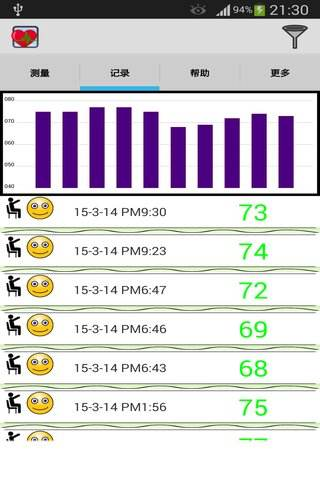 94% 21:30
测量 记录 帮助 更多
080
070
060
050
040
15-3-14 PM9:30 73
15-3-14 PM9:23 74
15-3-14 PM6:47 72
15-3-14 PM6:46 69
15-3-14 PM6:43 68
15-3-14 PM1:56 75